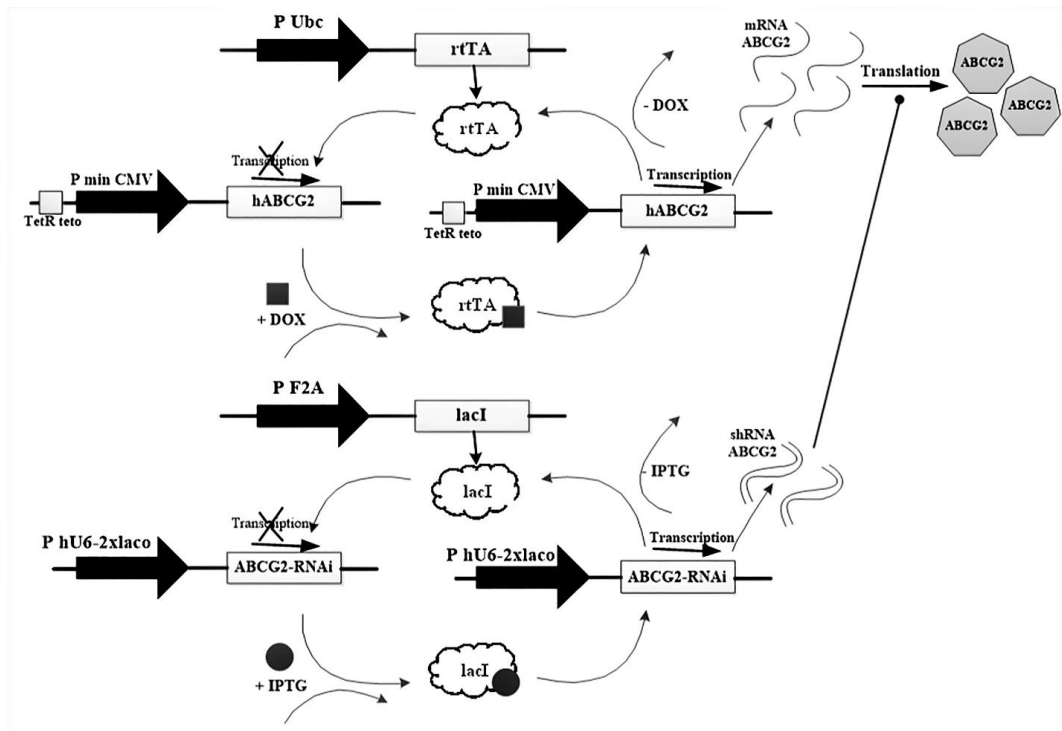 P Ubc
rtTA
rtTA
- DOX
mRNA
ABCG2
Translation
ABCG2
ABCG2
ABCG2
Transcription
P min CMV
hABCG2
TetR teto
Transcription
P min CMV
hABCG2
TetR teto
+ DOX
rtTA
P F2A
lacI
lacI
- IPTG
shRNA
ABCG2
Transcription
P hU6-2xlaco
ABCG2-RNAi
Transcription
P hU6-2xlaco
ABCG2-RNAi
+ IPTG
lacI